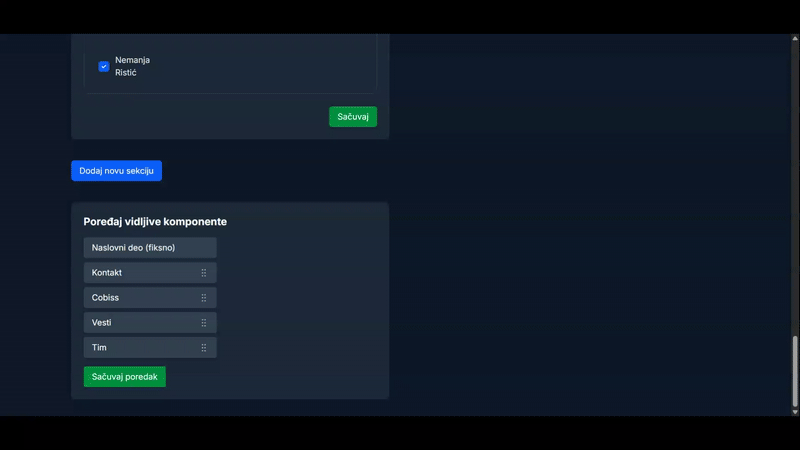 Nemanja
Ristić
Sačuvaj
Dodaj novu sekciju
Poređaj vidljive komponente
Naslovni deo (fiksno)
Kontakt
Cobiss
Vesti
Tim
Sačuvaj poredak